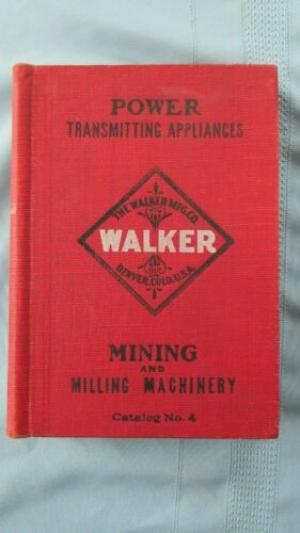 POWER
TRANSMITTING APPLIANCES
THE WALKER MFG. CO.
WALKER
DENVER, COLO. U.S.A.
MINING
AND
MILLING MACHINERY
Catalog No. 4